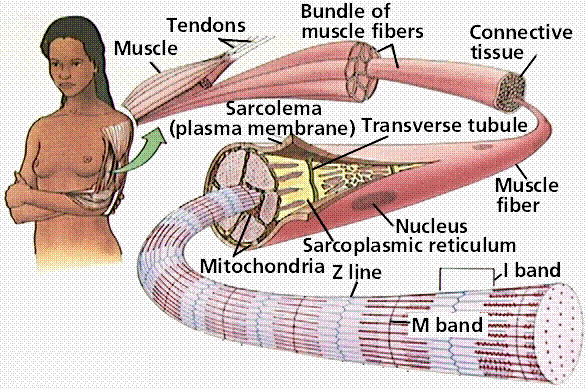 Tendons
Muscle
Bundle of
muscle fibers
Connective
tissue
Sarcolema
(plasma membrane)
Transverse tubule
Muscle
fiber
Nucleus
Sarcoplasmic reticulum
Mitochondria
Z line
I band
M band